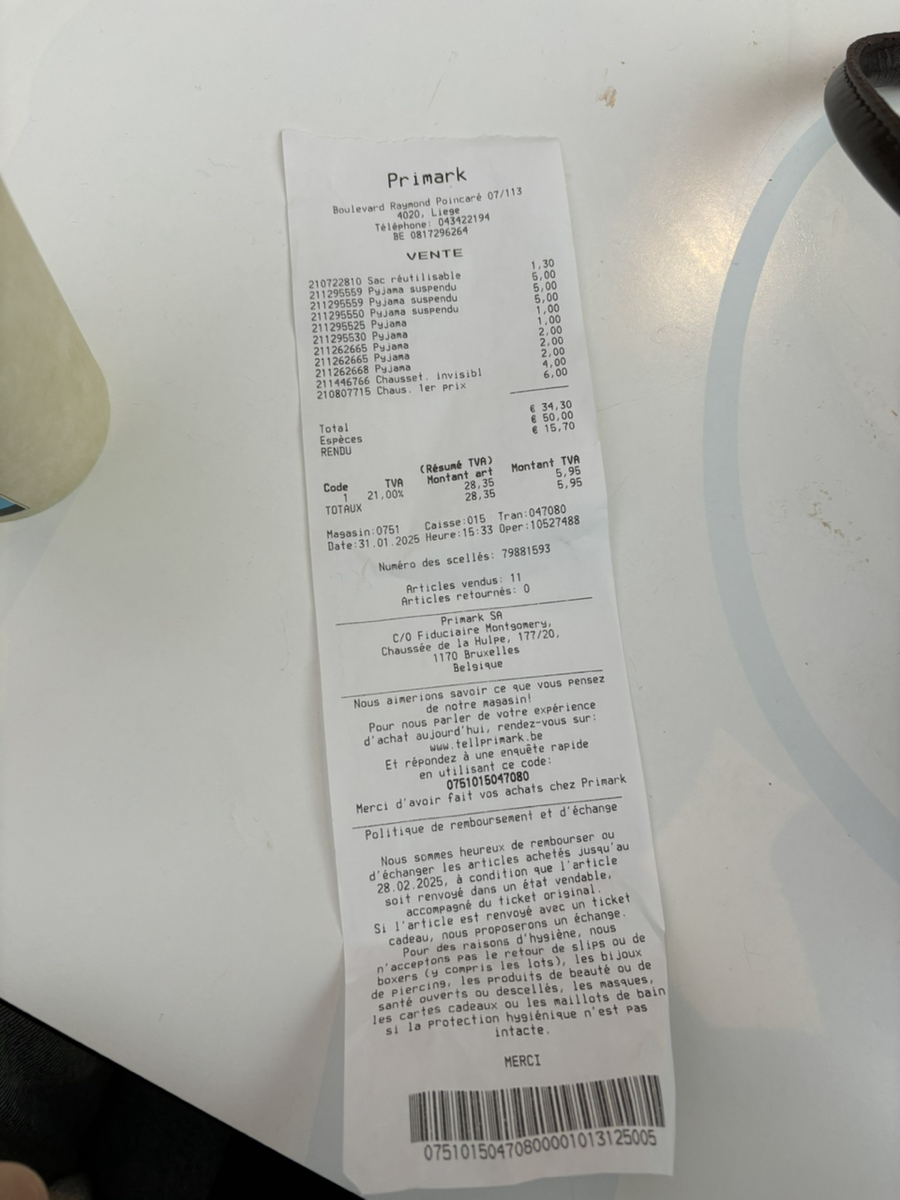 Primark
Boulevard Raymond Poincaré 07/113
4020, Liege
Téléphone: 043422194
BE 0817296264
VENTE
210722810 Sac réutilisable 1,30
211295559 Pyjama suspendu 5,00
211295559 Pyjama suspendu 5,00
211295550 Pyjama suspendu 5,00
211295525 Pyjama 1,00
211295530 Pyjama 1,00
211262665 Pyjama 2,00
211262665 Pyjama 2,00
211262668 Pyjama 2,00
211446766 Chausset. invisibl 4,00
210807715 Chaus. 1er prix 6,00
Total € 34,30
Espèces € 50,00
RENDU € 15,70
(Résumé TVA)
Code TVA Montant art Montant TVA
1 21,00% 28,35 5,95
TOTAUX 28,35 5,95
Magasin:0751 Caisse:015 Tran:047080
Date:31.01.2025 Heure:15:33 Oper:10527488
Numéro des scellés: 79881593
Articles vendus: 11
Articles retournés: 0
Primark SA
C/O Fiduciaire Montgomery,
Chaussée de la Hulpe, 177/20,
1170 Bruxelles
Belgique
Nous aimerions savoir ce que vous pensez
de notre magasin!
Pour nous parler de votre expérience
d'achat aujourd'hui, rendez-vous sur:
www.tellprimark.be
Et répondez à une enquête rapide
en utilisant ce code:
0751015047080
Merci d'avoir fait vos achats chez Primark
Politique de remboursement et d'échange
Nous sommes heureux de rembourser ou
d'échanger les articles achetés jusqu'au
28.02.2025, à condition que l'article
soit renvoyé dans un état vendable,
accompagné du ticket original.
Si l'article est renvoyé avec un ticket
cadeau, nous proposerons un échange.
Pour des raisons d'hygiène, nous
n'acceptons pas le retour de slips ou de
boxers (y compris les lots), les bijoux
de piercing, les produits de beauté ou de
santé ouverts ou descellés, les masques,
les cartes cadeaux ou les maillots de bain
si la protection hygiénique n'est pas
intacte.
MERCI
07510150470800001013125005